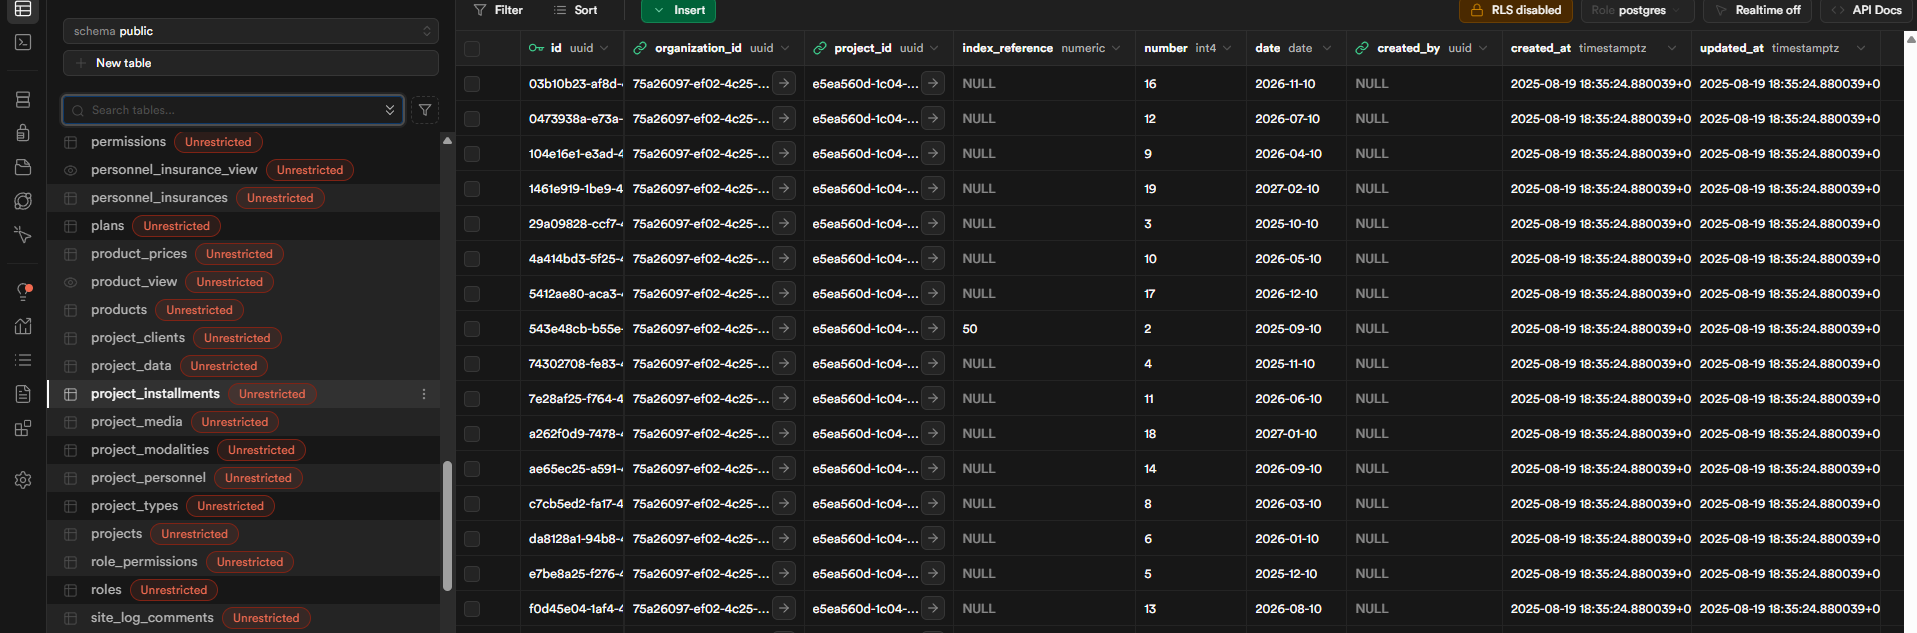 schema public
New table
Search tables...
permissions Unrestricted
personnel_insurance_view Unrestricted
personnel_insurances Unrestricted
plans Unrestricted
product_prices Unrestricted
product_view Unrestricted
products Unrestricted
project_clients Unrestricted
project_data Unrestricted
project_installments Unrestricted
project_media Unrestricted
project_modalities Unrestricted
project_personnel Unrestricted
project_types Unrestricted
projects Unrestricted
role_permissions Unrestricted
roles Unrestricted
site_log_comments Unrestricted
Filter Sort Insert RLS disabled Role postgres Realtime off API Docs
id uuid organization_id uuid project_id uuid index_reference numeric number int4 date date created_by uuid created_at timestamptz updated_at timestamptz
03b10b23-af8d- 75a26097-ef02-4c25-... e5ea560d-1c04-... NULL 16 2026-11-10 NULL 2025-08-19 18:35:24.880039+0 2025-08-19 18:35:24.880039+0
0473938a-e73a- 75a26097-ef02-4c25-... e5ea560d-1c04-... NULL 12 2026-07-10 NULL 2025-08-19 18:35:24.880039+0 2025-08-19 18:35:24.880039+0
104e16e1-e3ad-4 75a26097-ef02-4c25-... e5ea560d-1c04-... NULL 9 2026-04-10 NULL 2025-08-19 18:35:24.880039+0 2025-08-19 18:35:24.880039+0
1461e919-1be9-4 75a26097-ef02-4c25-... e5ea560d-1c04-... NULL 19 2027-02-10 NULL 2025-08-19 18:35:24.880039+0 2025-08-19 18:35:24.880039+0
29a09828-ccf7-4 75a26097-ef02-4c25-... e5ea560d-1c04-... NULL 3 2025-10-10 NULL 2025-08-19 18:35:24.880039+0 2025-08-19 18:35:24.880039+0
4a414bd3-5f25-4 75a26097-ef02-4c25-... e5ea560d-1c04-... NULL 10 2026-05-10 NULL 2025-08-19 18:35:24.880039+0 2025-08-19 18:35:24.880039+0
5412ae80-aca3- 75a26097-ef02-4c25-... e5ea560d-1c04-... NULL 17 2026-12-10 NULL 2025-08-19 18:35:24.880039+0 2025-08-19 18:35:24.880039+0
543e48cb-b55e- 75a26097-ef02-4c25-... e5ea560d-1c04-... 50 2 2025-09-10 NULL 2025-08-19 18:35:24.880039+0 2025-08-19 18:35:24.880039+0
74302708-fe83-4 75a26097-ef02-4c25-... e5ea560d-1c04-... NULL 4 2025-11-10 NULL 2025-08-19 18:35:24.880039+0 2025-08-19 18:35:24.880039+0
7e28af25-f764-4 75a26097-ef02-4c25-... e5ea560d-1c04-... NULL 11 2026-06-10 NULL 2025-08-19 18:35:24.880039+0 2025-08-19 18:35:24.880039+0
a262f0d9-7478- 75a26097-ef02-4c25-... e5ea560d-1c04-... NULL 18 2027-01-10 NULL 2025-08-19 18:35:24.880039+0 2025-08-19 18:35:24.880039+0
ae65ec25-a591- 75a26097-ef02-4c25-... e5ea560d-1c04-... NULL 14 2026-09-10 NULL 2025-08-19 18:35:24.880039+0 2025-08-19 18:35:24.880039+0
c7cb5ed2-fa17-4 75a26097-ef02-4c25-... e5ea560d-1c04-... NULL 8 2026-03-10 NULL 2025-08-19 18:35:24.880039+0 2025-08-19 18:35:24.880039+0
da8128a1-94b8- 75a26097-ef02-4c25-... e5ea560d-1c04-... NULL 6 2026-01-10 NULL 2025-08-19 18:35:24.880039+0 2025-08-19 18:35:24.880039+0
e7be8a25-f276-4 75a26097-ef02-4c25-... e5ea560d-1c04-... NULL 5 2025-12-10 NULL 2025-08-19 18:35:24.880039+0 2025-08-19 18:35:24.880039+0
f0d45e04-1af4-4 75a26097-ef02-4c25-... e5ea560d-1c04-... NULL 13 2026-08-10 NULL 2025-08-19 18:35:24.880039+0 2025-08-19 18:35:24.880039+0